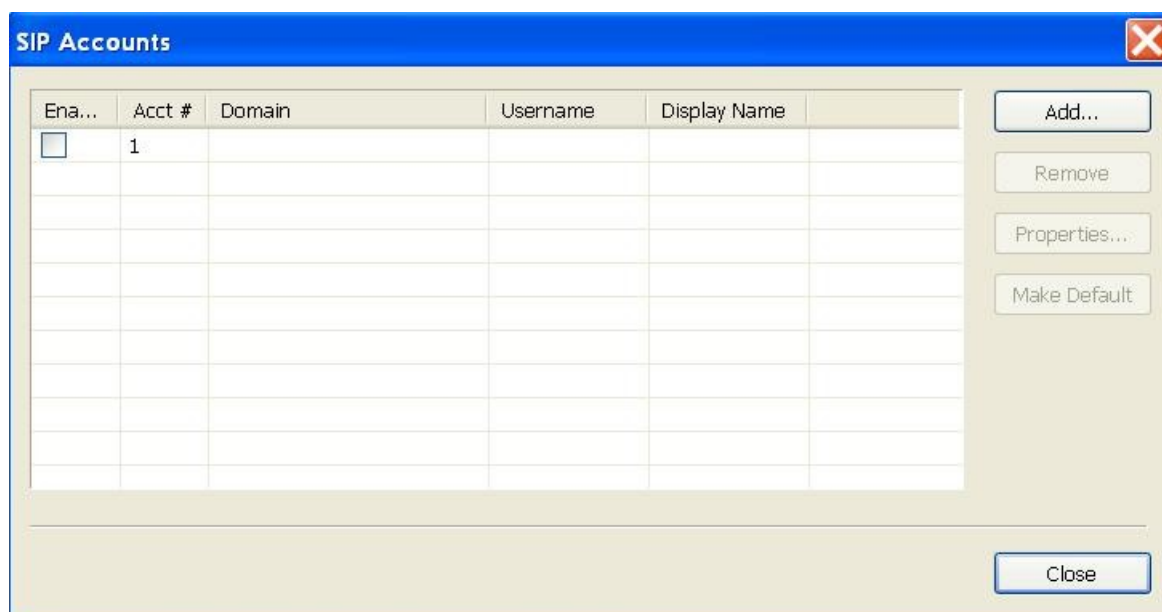 SIP Accounts
Ena... Acct # Domain Username Display Name
Add...
1
Remove
Properties...
Make Default
Close